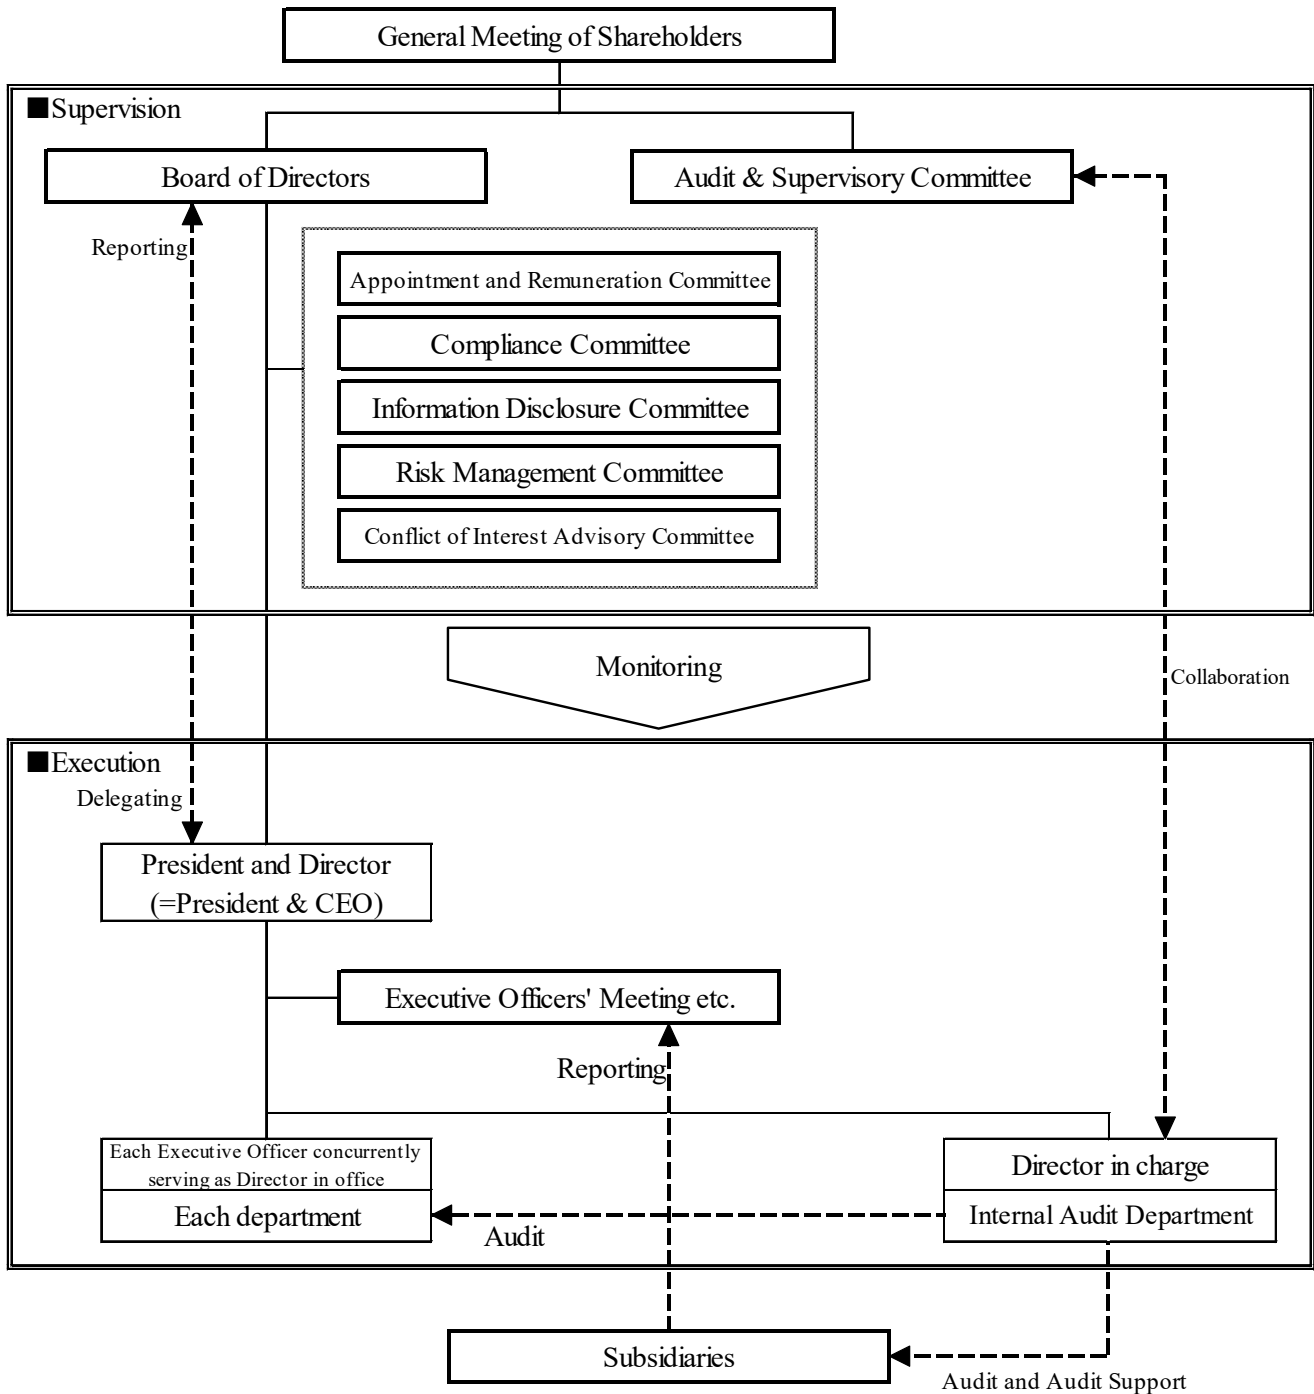 General Meeting of Shareholders
■Supervision
Board of Directors
Audit & Supervisory Committee
Reporting
Appointment and Remuneration Committee
Compliance Committee
Information Disclosure Committee
Risk Management Committee
Conflict of Interest Advisory Committee
Monitoring
Collaboration
■Execution
Delegating
President and Director
(=President & CEO)
Executive Officers' Meeting etc.
Reporting
Each Executive Officer concurrently
serving as Director in office
Each department
Director in charge
Internal Audit Department
Audit
Subsidiaries
Audit and Audit Support